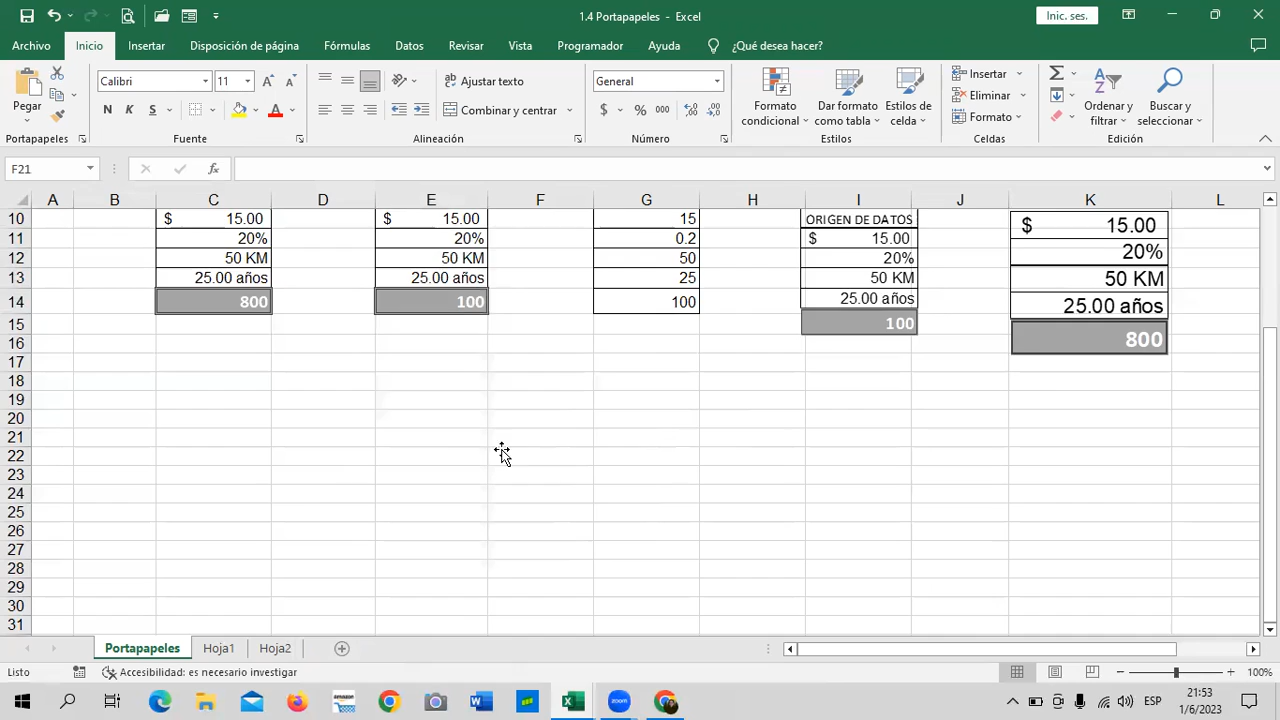 1.4 Portapapeles - Excel
Inic. ses.
Archivo Inicio Insertar Disposición de página Fórmulas Datos Revisar Vista Programador Ayuda ¿Qué desea hacer?
Pegar
Calibri 11
N K S
Ajustar texto
Combinar y centrar
General
$ % 000
Formato condicional
Dar formato como tabla
Estilos de celda
Insertar
Eliminar
Formato
Ordenar y filtrar
Buscar y seleccionar
Portapapeles Fuente Alineación Número Estilos Celdas Edición
F21 fx
A B C D E F G H I J K L
10 $ 15.00 $ 15.00 15 ORIGEN DE DATOS $ 15.00
11 20% 20% 0.2 $ 15.00 20%
12 50 KM 50 KM 50 20% 50 KM
13 25.00 años 25.00 años 25 50 KM 25.00 años
14 800 100 100 25.00 años 800
15 100
16
17
18
19
20
21
22
23
24
25
26
27
28
29
30
31
Portapapeles Hoja1 Hoja2
Listo Accesibilidad: es necesario investigar 100%
ESP 21:53
1/6/2023